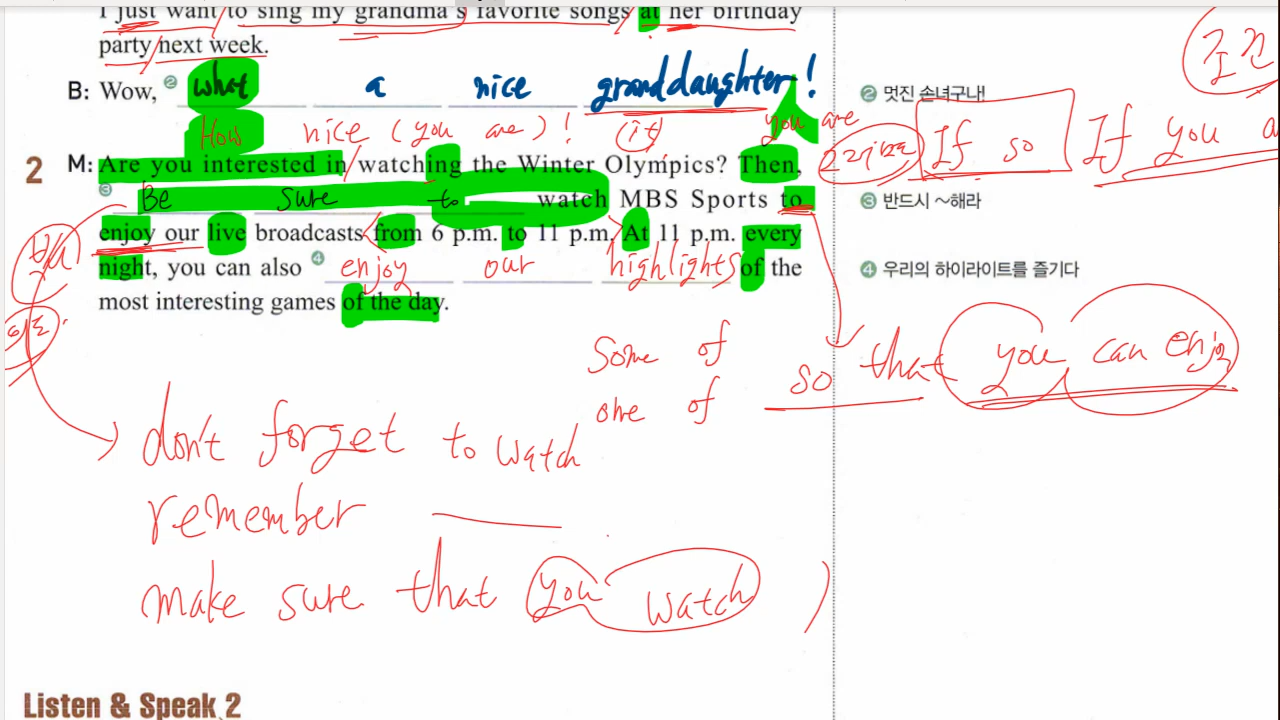 I just want to sing my grandma's favorite songs at her birthday
party next week.
B: Wow, ② what a nice granddaughter!
② 멋진 손녀구나!
조건
How nice (you are)! (it) you are
If so If you a
2 M: Are you interested in watching the Winter Olympics? Then,
③ Be sure to watch MBS Sports to
③ 반드시 ~해라
enjoy our live broadcasts from 6 p.m. to 11 p.m. At 11 p.m. every
night, you can also ④ enjoy our highlights of the
④ 우리의 하이라이트를 즐기다
most interesting games of the day.
some of
so that you can enjoy
one of
don't forget to watch
remember
make sure that you watch )
Listen & Speak 2